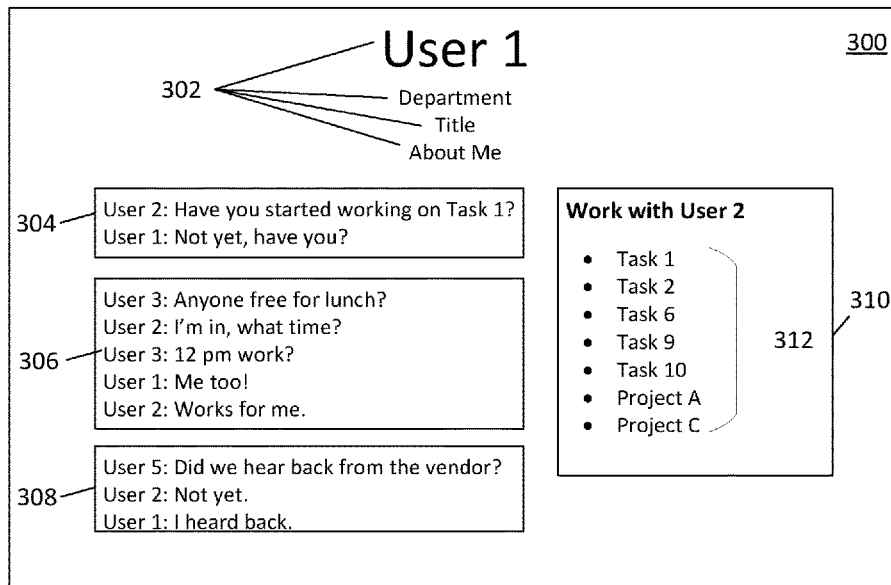 User 1
300
302
Department
Title
About Me
304
User 2: Have you started working on Task 1?
User 1: Not yet, have you?
306
User 3: Anyone free for lunch?
User 2: I'm in, what time?
User 3: 12 pm work?
User 1: Me too!
User 2: Works for me.
308
User 5: Did we hear back from the vendor?
User 2: Not yet.
User 1: I heard back.
Work with User 2
• Task 1
• Task 2
• Task 6
• Task 9
• Task 10
• Project A
• Project C
312
310